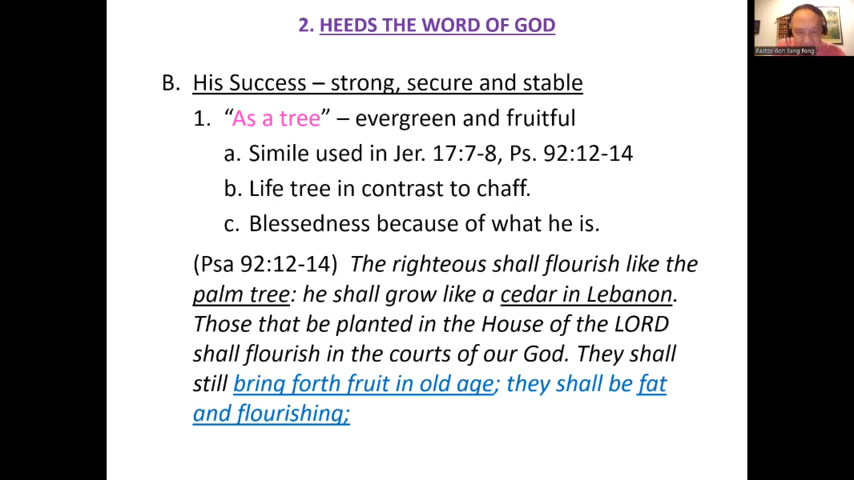 2. HEEDS THE WORD OF GOD
B. His Success – strong, secure and stable
1. “As a tree” – evergreen and fruitful
a. Simile used in Jer. 17:7-8, Ps. 92:12-14
b. Life tree in contrast to chaff.
c. Blessedness because of what he is.
(Psa 92:12-14) The righteous shall flourish like the
palm tree: he shall grow like a cedar in Lebanon.
Those that be planted in the House of the LORD
shall flourish in the courts of our God. They shall
still bring forth fruit in old age; they shall be fat
and flourishing;